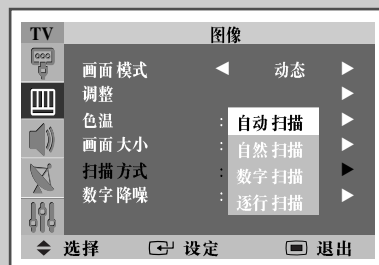 TV 图像
画面模式 ◀ 动态 ▶
调整 ▶
色温 : 自动扫描 ▶
画面大小 : 自然扫描 ▶
扫描方式 : 数字扫描 ▶
数字降噪 : 逐行扫描 ▶
选择 设定 退出